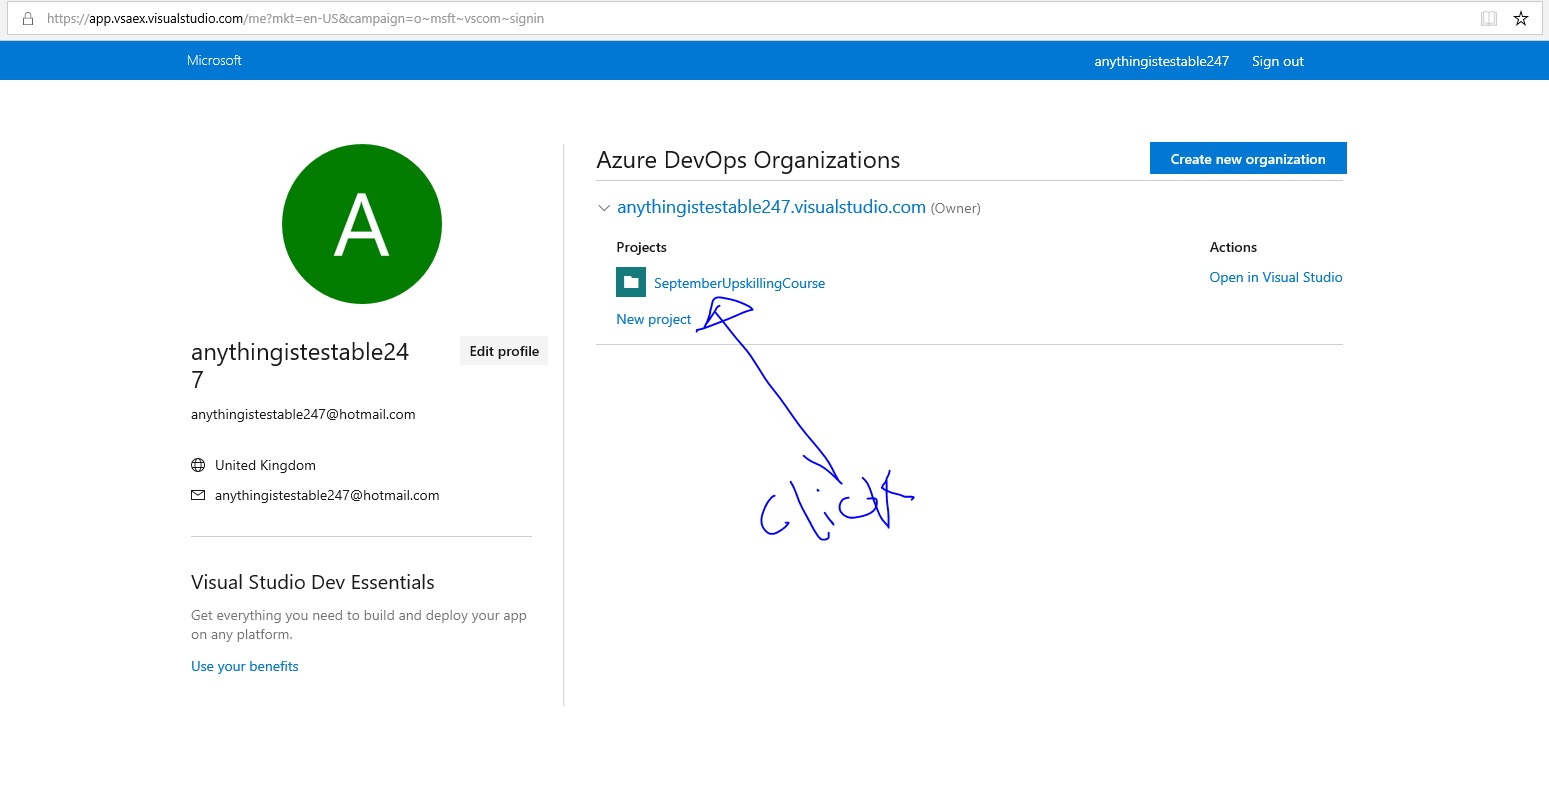 https://app.vsaex.visualstudio.com/me?mkt=en-US&campaign=o~msft~vscom~signin
Microsoft
anythingistestable247
Sign out
A
anythingistestable24
7
Edit profile
anythingistestable247@hotmail.com
United Kingdom
anythingistestable247@hotmail.com
Visual Studio Dev Essentials
Get everything you need to build and deploy your app
on any platform.
Use your benefits
Azure DevOps Organizations
Create new organization
anythingistestable247.visualstudio.com (Owner)
Projects
Actions
SeptemberUpskillingCourse
Open in Visual Studio
New project
click